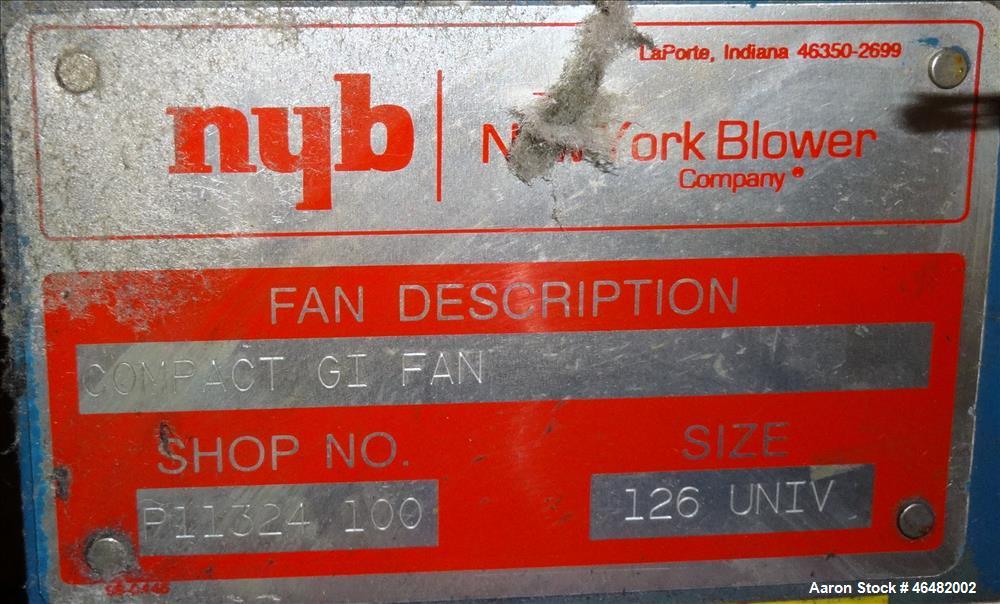 LaPorte, Indiana 46350-2699
nyb
York Blower
Company
FAN DESCRIPTION
COMPACT GI FAN
SHOP NO.
SIZE
P11324 100
126 UNIV
Aaron Stock # 46482002